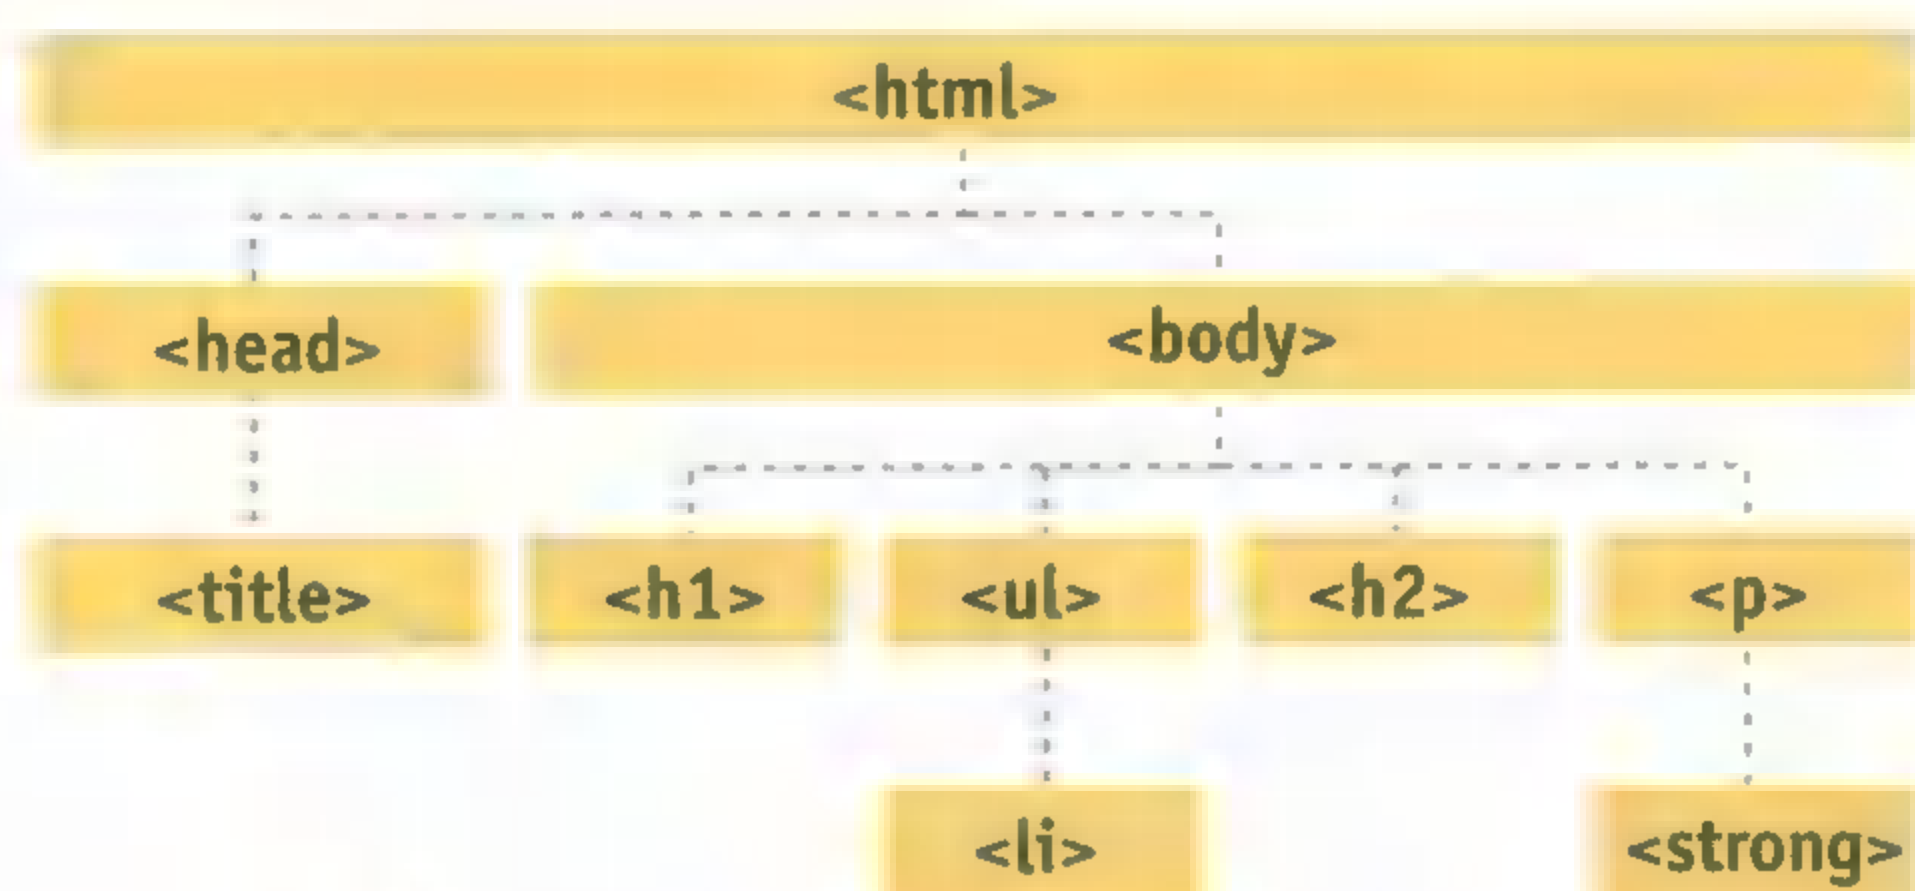 <html>
<head> <body>
<title> <h1> <ul> <h2> <p>
<li> <strong>